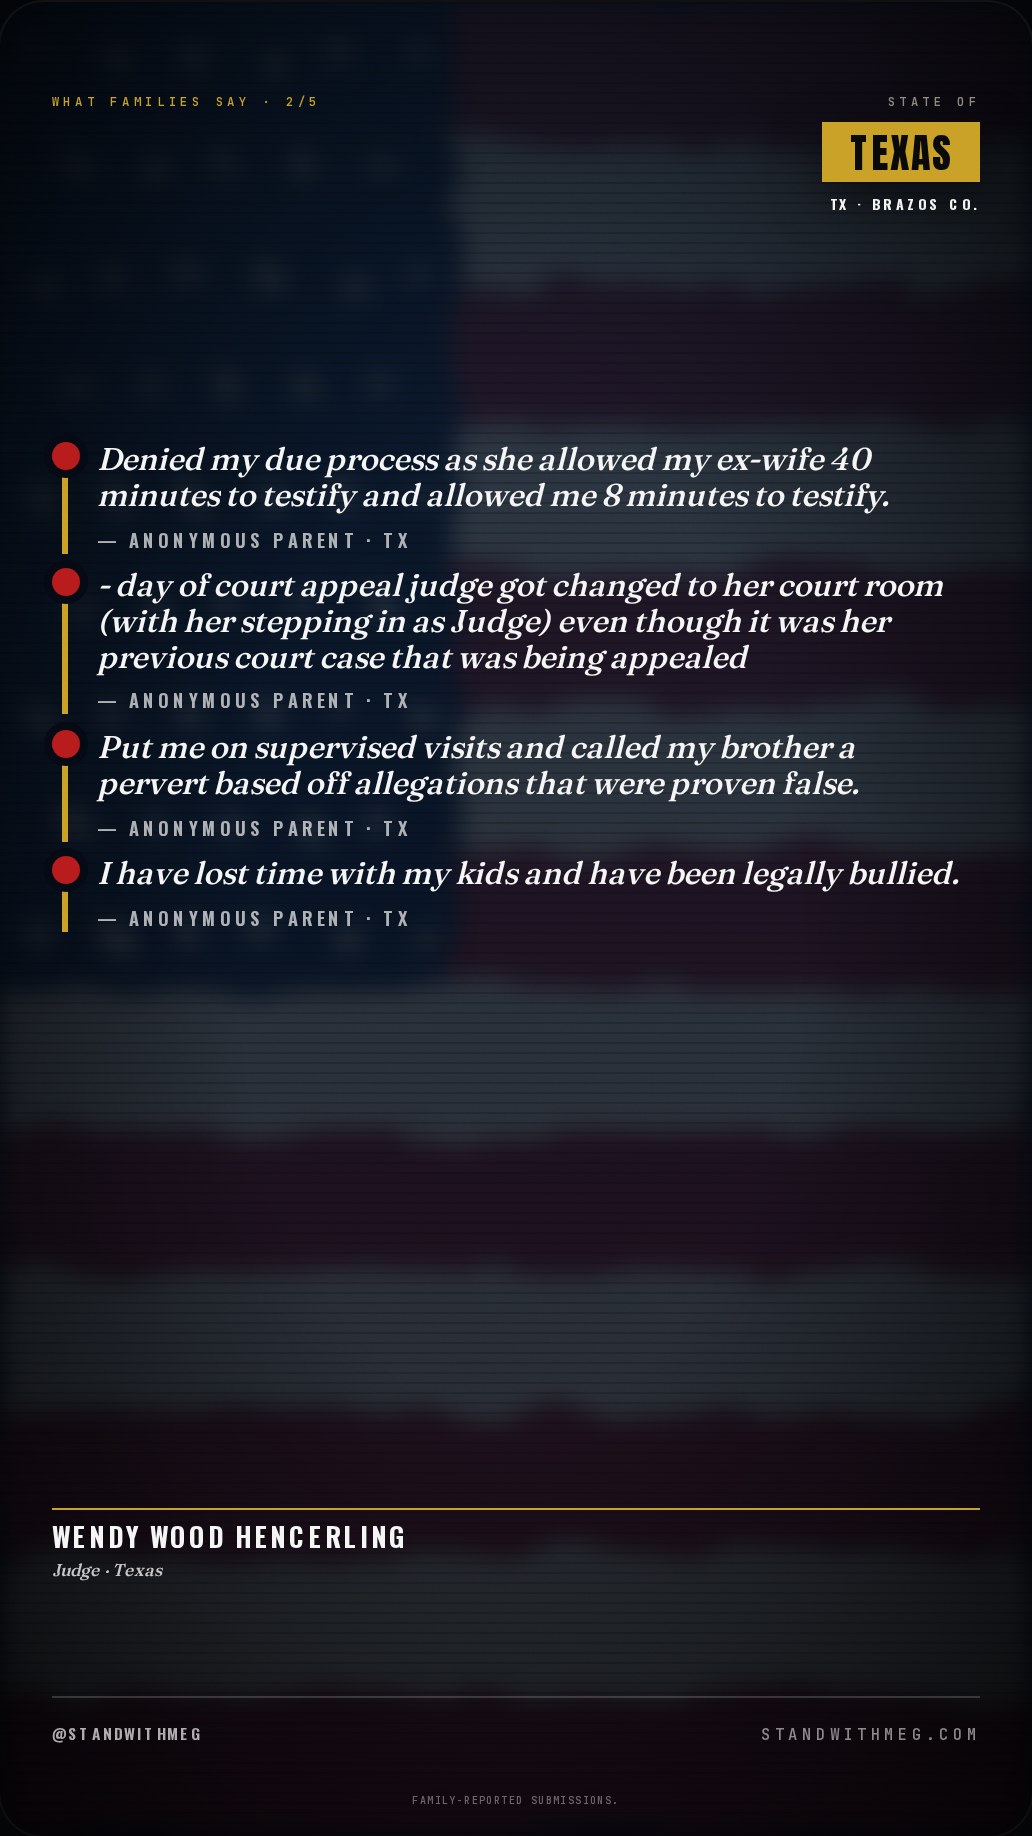 WHAT FAMILIES SAY · 2/5
STATE OF
TEXAS
TX · BRAZOS CO.
Denied my due process as she allowed my ex-wife 40
minutes to testify and allowed me 8 minutes to testify.
— ANONYMOUS PARENT · TX
- day of court appeal judge got changed to her court room
(with her stepping in as Judge) even though it was her
previous court case that was being appealed
— ANONYMOUS PARENT · TX
Put me on supervised visits and called my brother a
pervert based off allegations that were proven false.
— ANONYMOUS PARENT · TX
I have lost time with my kids and have been legally bullied.
— ANONYMOUS PARENT · TX
WENDY WOOD HENCERLING
Judge · Texas
@STANDWITHMEG
STANDWITHMEG.COM
FAMILY-REPORTED SUBMISSIONS.